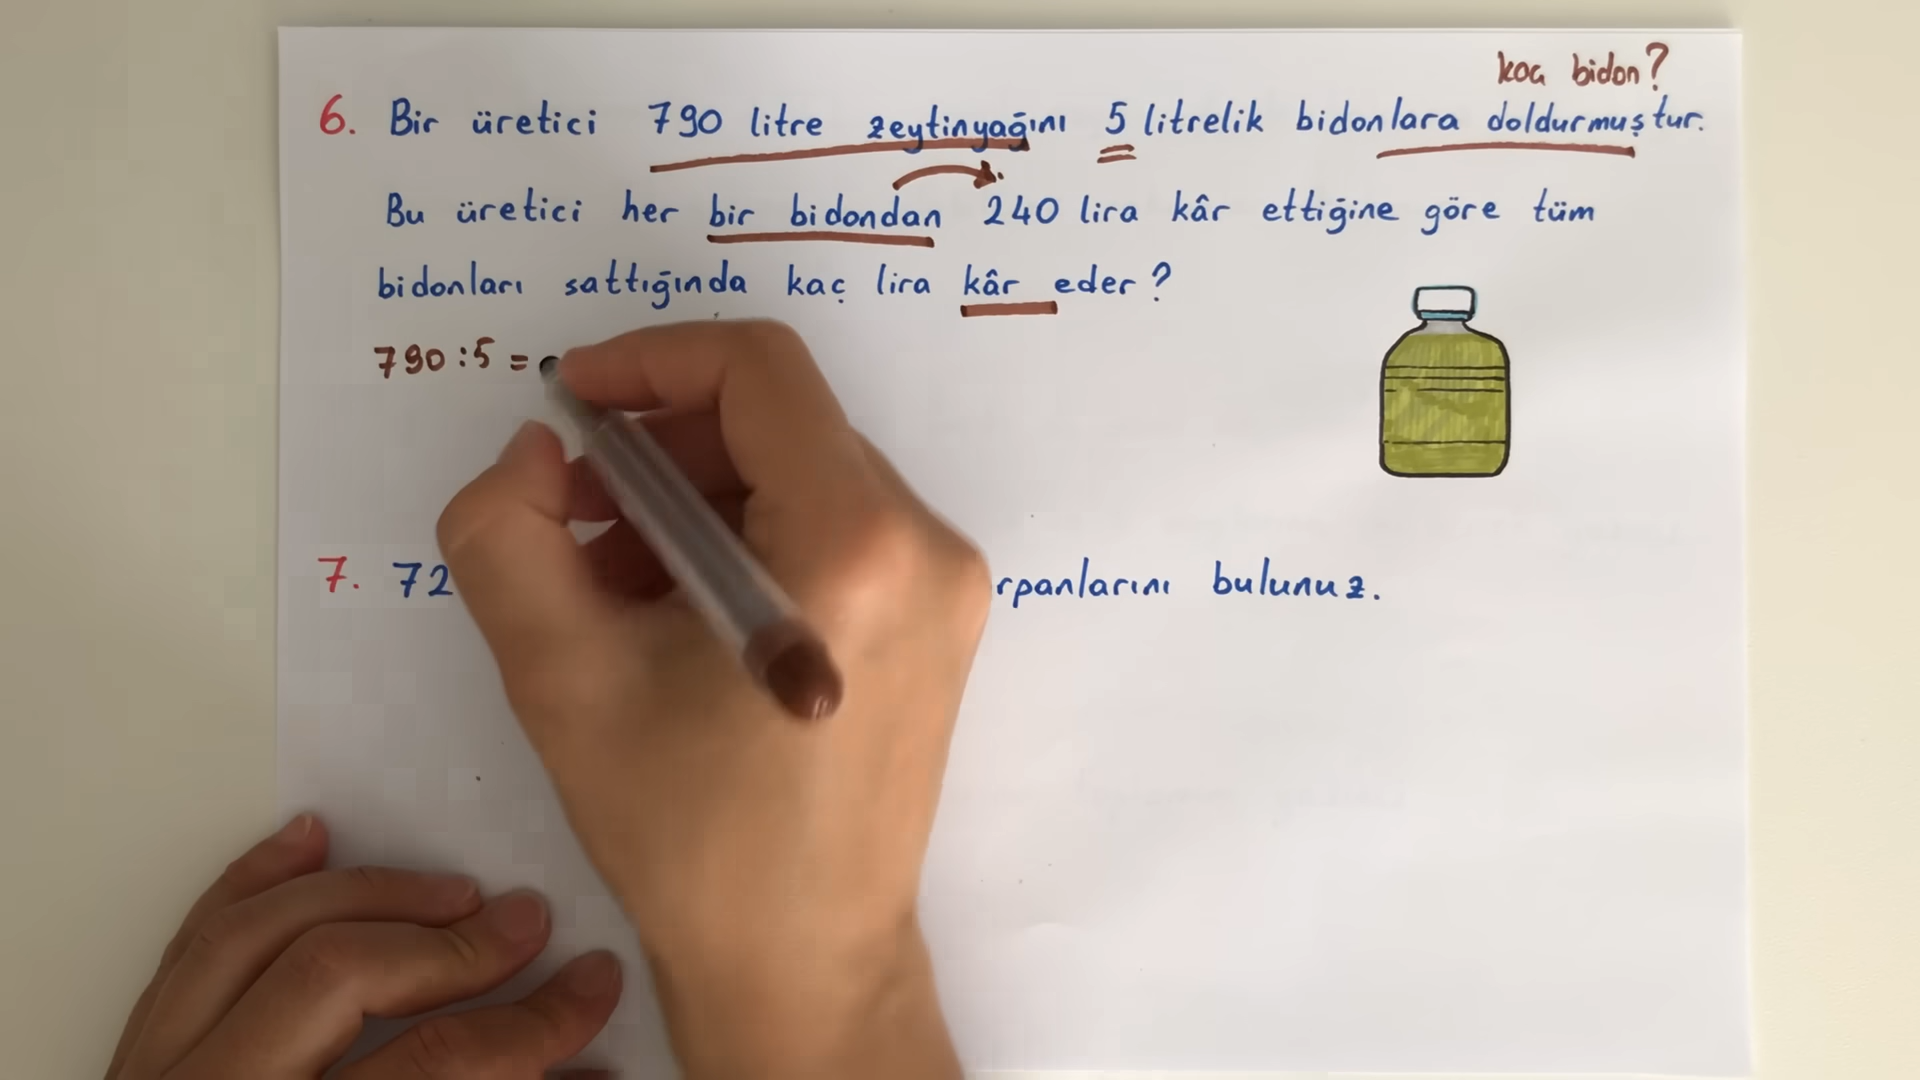 koc bidon?
6. Bir üretici 790 litre zeytinyağını 5 litrelik bidonlara doldurmuştur.
Bu üretici her bir bidondan 240 lira kâr ettiğine göre tüm
bidonları sattığında kaç lira kâr eder?
790:5=
7. 72 rpanlarını bulunuz.